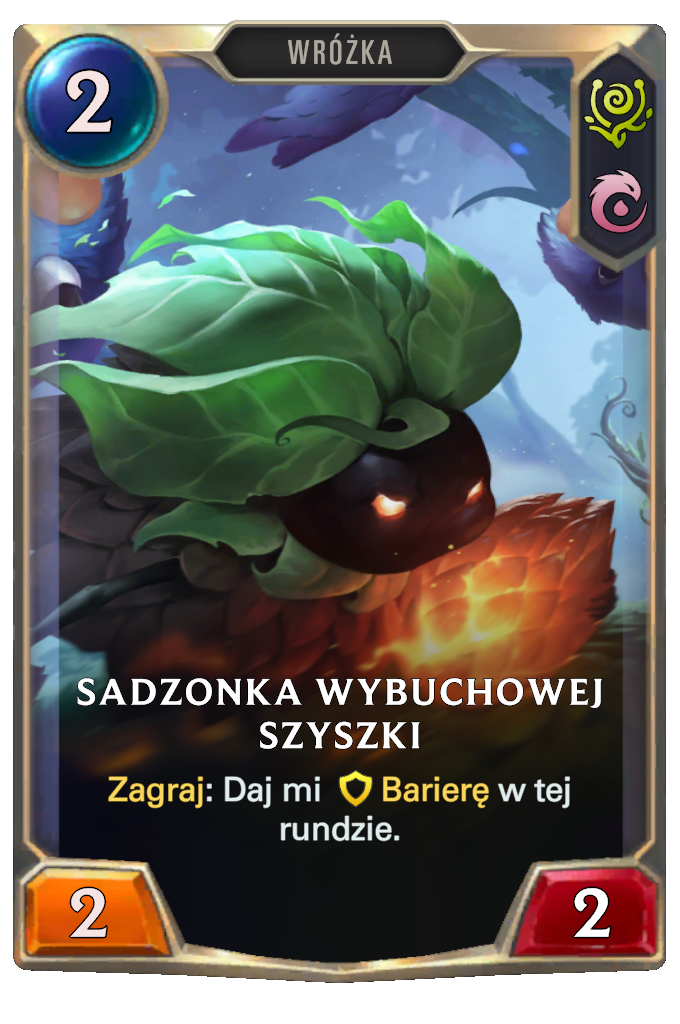 WRÓŻKA
2
SADZONKA WYBUCHOWEJ
SZYSZKI
Zagraj: Daj mi Barierę w tej
rundzie.
2
2